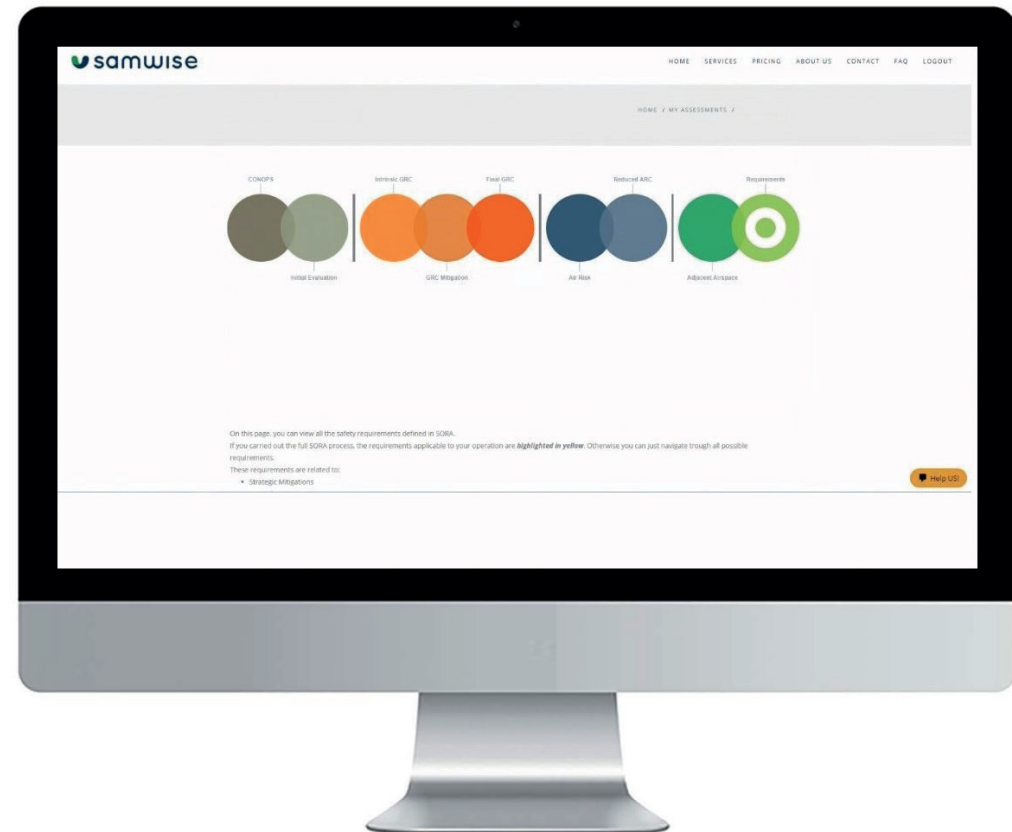 samwise
HOME SERVICES PRICING ABOUT US CONTACT FAQ LOGOUT
HOME / MY ASSESSMENTS /
CONOPS Intrinsic GRC Final GRC Reduced ARC Requirements
Initial Evaluation GRC Mitigation Air Risk Adjacent Airspace
On this page, you can view all the safety requirements defined in SORA.
If you carried out the full SORA process, the requirements applicable to your operation are highlighted in yellow. Otherwise you can just navigate trough all possible
requirements.
These requirements are related to:
• Strategic Mitigations
Help US!